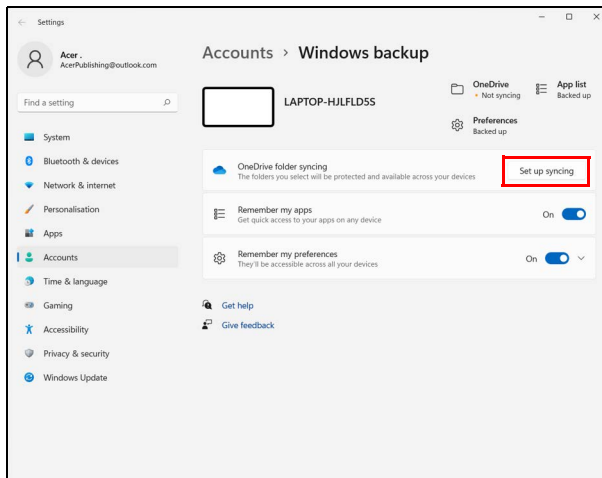 Settings
Acer .
AcerPublishing@outlook.com
Find a setting
System
Bluetooth & devices
Network & internet
Personalisation
Apps
Accounts
Time & language
Gaming
Accessibility
Privacy & security
Windows Update
Accounts > Windows backup
LAPTOP-HJLFLD5S
OneDrive
• Not syncing
App list
Backed up
Preferences
Backed up
OneDrive folder syncing
The folders you select will be protected and available across your devices
Set up syncing
Remember my apps
Get quick access to your apps on any device
On
Remember my preferences
They'll be accessible across all your devices
On
Get help
Give feedback